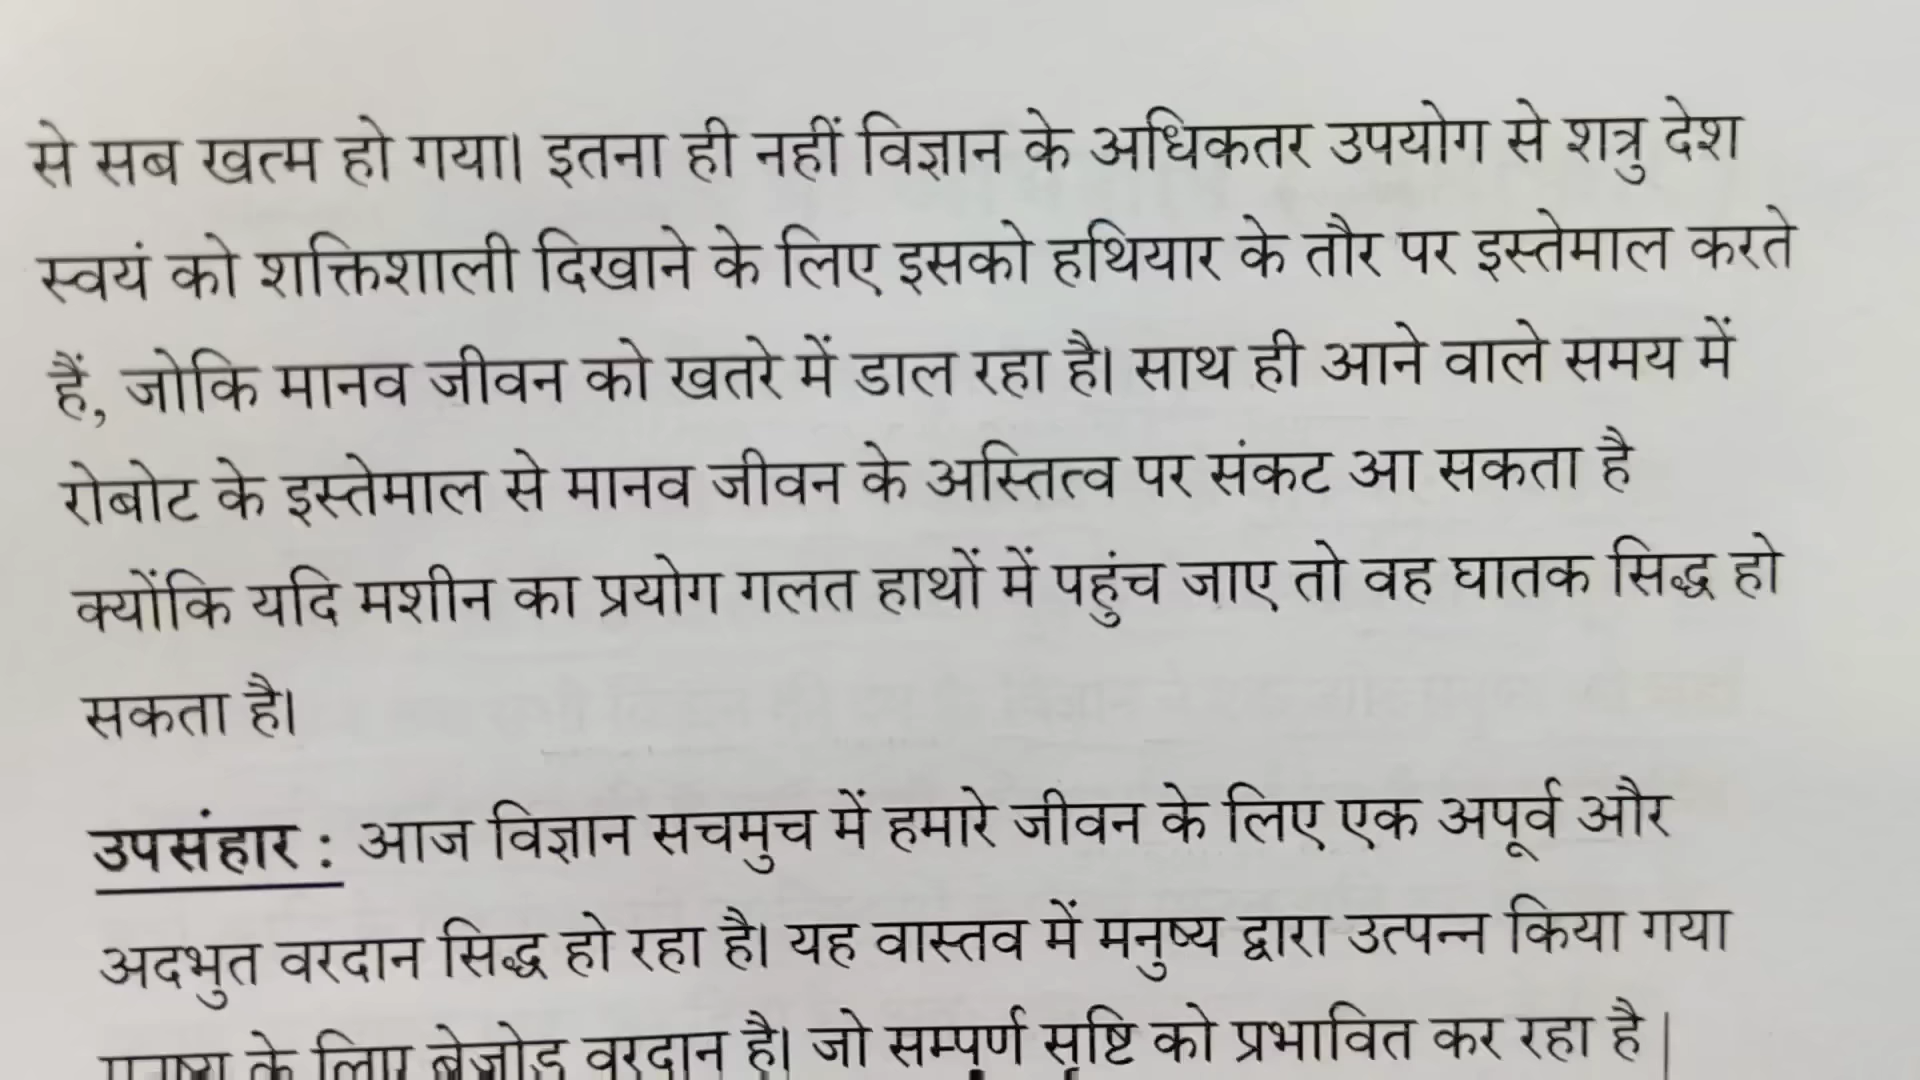 से सब खत्म हो गया। इतना ही नहीं विज्ञान के अधिकतर उपयोग से शत्रु देश
स्वयं को शक्तिशाली दिखाने के लिए इसको हथियार के तौर पर इस्तेमाल करते
हैं, जोकि मानव जीवन को खतरे में डाल रहा है। साथ ही आने वाले समय में
रोबोट के इस्तेमाल से मानव जीवन के अस्तित्व पर संकट आ सकता है
क्योंकि यदि मशीन का प्रयोग गलत हाथों में पहुंच जाए तो वह घातक सिद्ध हो
सकता है।
उपसंहार : आज विज्ञान सचमुच में हमारे जीवन के लिए एक अपूर्व और
अदभुत वरदान सिद्ध हो रहा है। यह वास्तव में मनुष्य द्वारा उत्पन्न किया गया
मनुष्य के लिए बेजोड़ वरदान है। जो सम्पूर्ण सृष्टि को प्रभावित कर रहा है |